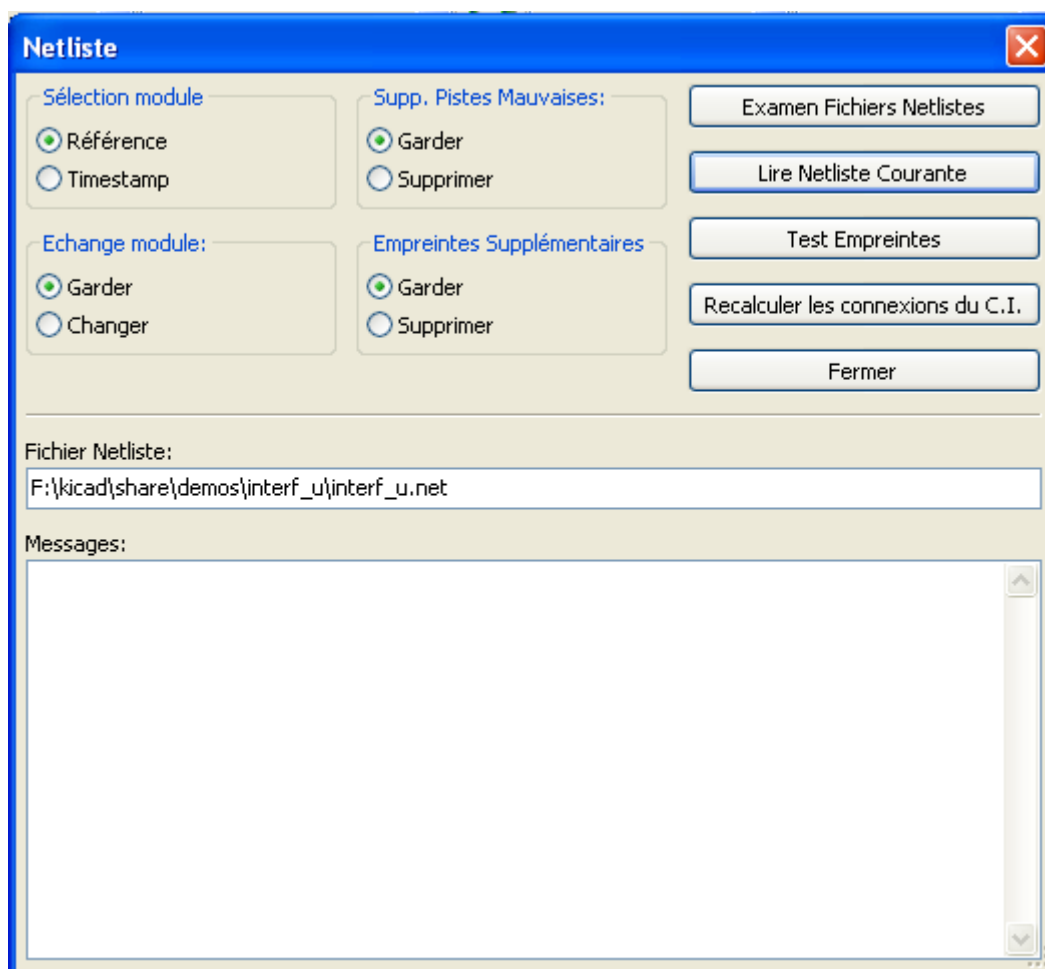 Netliste
Sélection module
Référence
Timestamp
Supp. Pistes Mauvaises:
Garder
Supprimer
Echange module:
Garder
Changer
Empreintes Supplémentaires
Garder
Supprimer
Examen Fichiers Netlistes
Lire Netliste Courante
Test Empreintes
Recalculer les connexions du C.I.
Fermer
Fichier Netliste:
F:\kicad\share\demos\interf_u\interf_u.net
Messages: